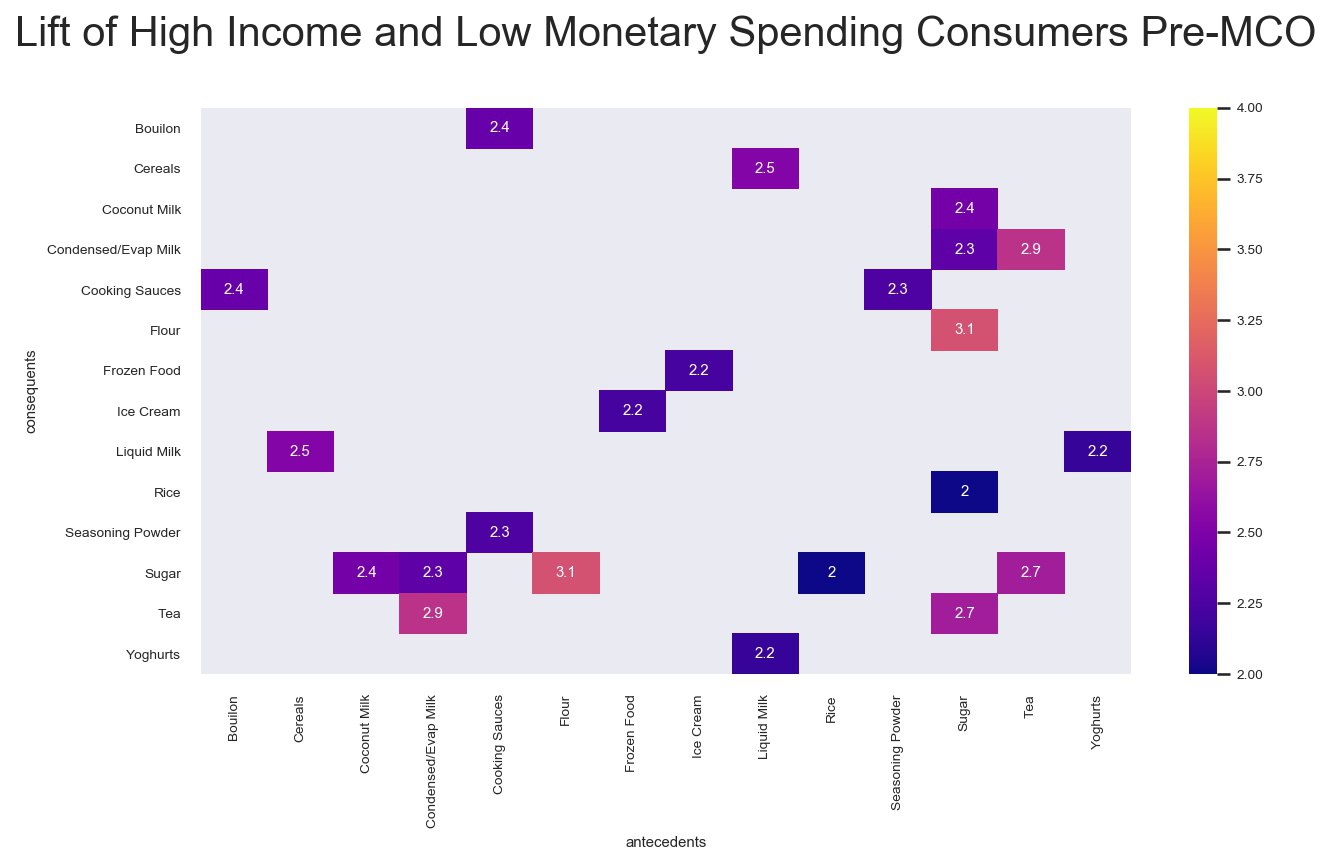 Lift of High Income and Low Monetary Spending Consumers Pre-MCO
4.00
Bouilon
2.4
Cereals
2.5
3.75
Coconut Milk
2.4
3.50
Condensed/Evap Milk
2.3
2.9
Cooking Sauces
2.4
2.3
3.25
Flour
3.1
consequents
Frozen Food
2.2
3.00
Ice Cream
2.2
Liquid Milk
2.5
2.2
2.75
Rice
2
Seasoning Powder
2.3
2.50
Sugar
2.4
2.3
3.1
2
2.7
Tea
2.9
2.7
2.25
Yoghurts
2.2
2.00
Bouilon
Cereals
Coconut Milk
Condensed/Evap Milk
Cooking Sauces
Flour
Frozen Food
Ice Cream
Liquid Milk
Rice
Seasoning Powder
Sugar
Tea
Yoghurts
antecedents